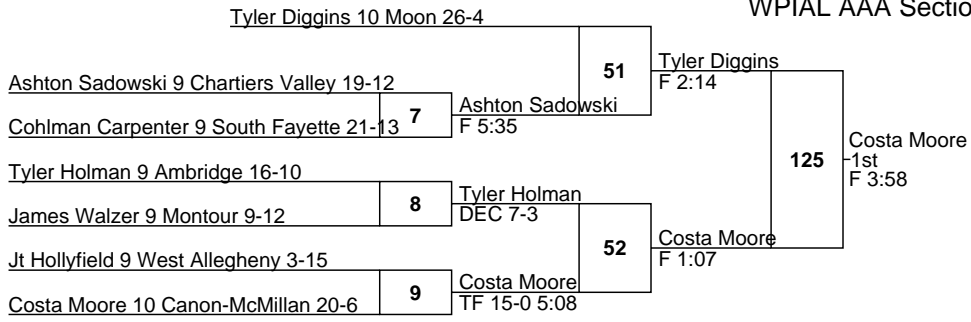 WPIAL AAA Sectio
Tyler Diggins 10 Moon 26-4
51
Tyler Diggins
F 2:14
Ashton Sadowski 9 Chartiers Valley 19-12
7
Ashton Sadowski
F 5:35
Cohlman Carpenter 9 South Fayette 21-13
125
Costa Moore
1st
F 3:58
Tyler Holman 9 Ambridge 16-10
8
Tyler Holman
DEC 7-3
James Walzer 9 Montour 9-12
52
Costa Moore
F 1:07
Jt Hollyfield 9 West Allegheny 3-15
9
Costa Moore
TF 15-0 5:08
Costa Moore 10 Canon-McMillan 20-6